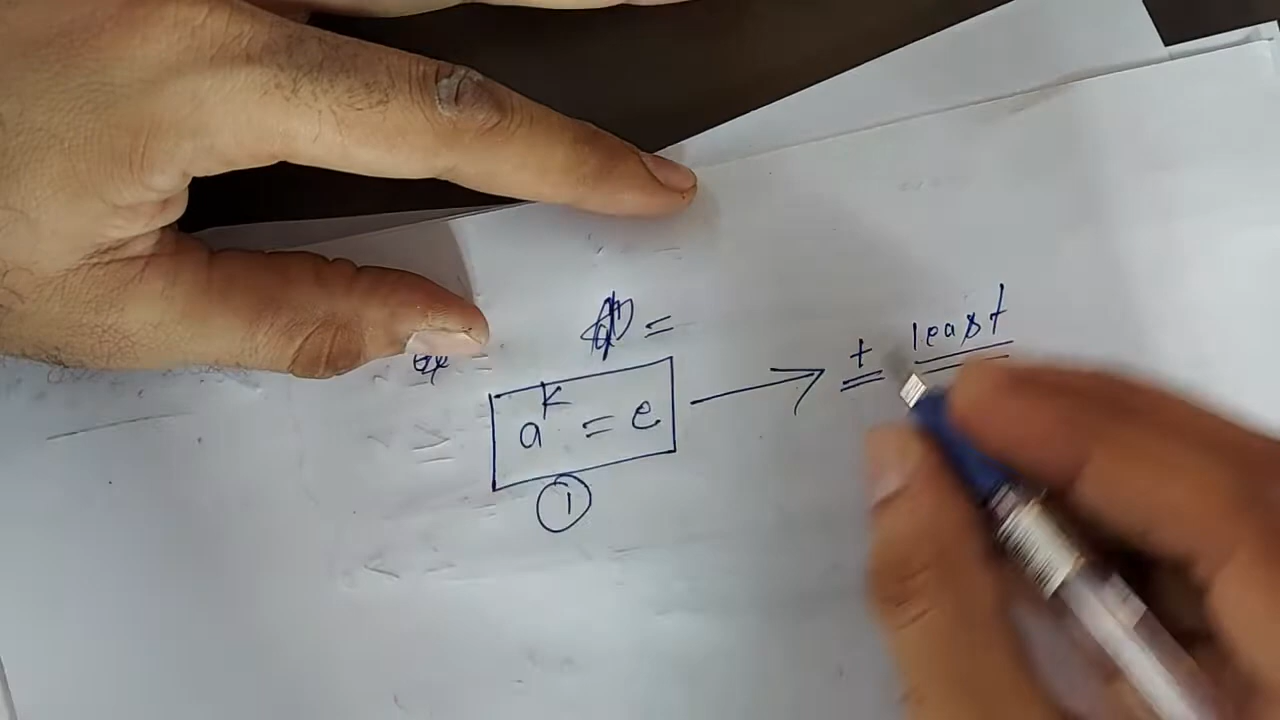 =
+ least
a^K = e
1